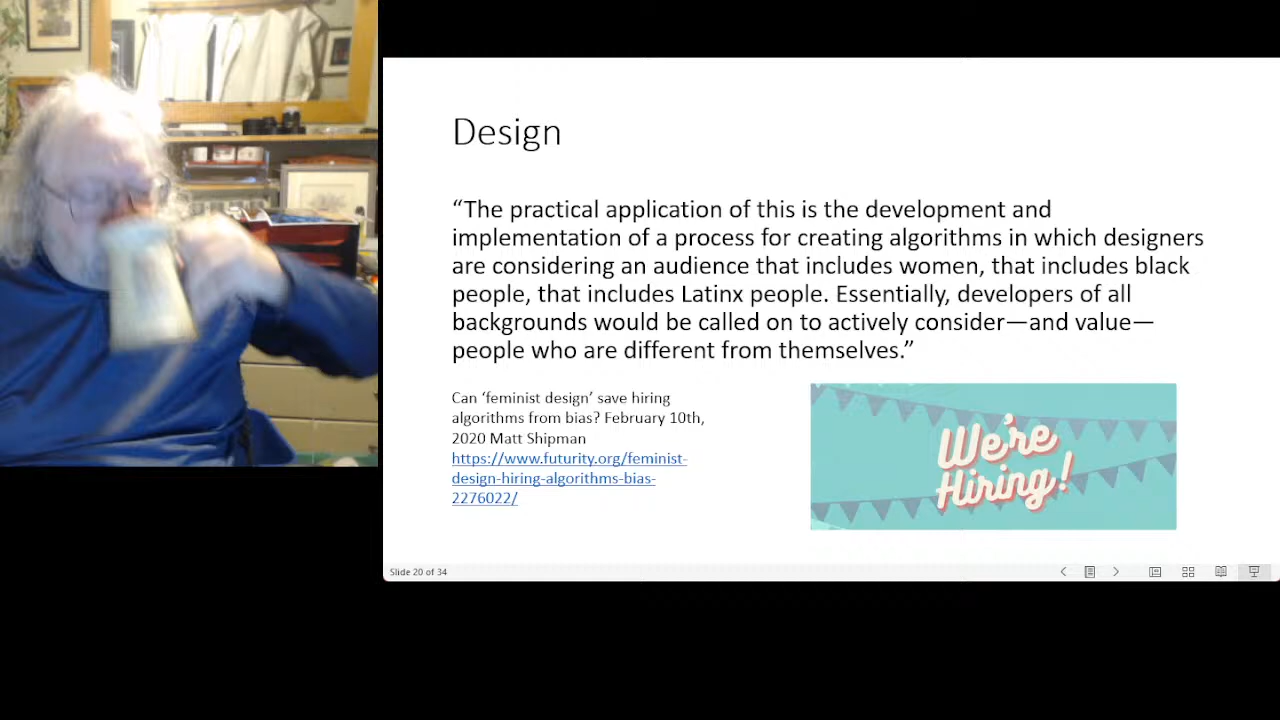 Design
“The practical application of this is the development and
implementation of a process for creating algorithms in which designers
are considering an audience that includes women, that includes black
people, that includes Latinx people. Essentially, developers of all
backgrounds would be called on to actively consider—and value—
people who are different from themselves.”
Can ‘feminist design’ save hiring
algorithms from bias? February 10th,
2020 Matt Shipman
https://www.futurity.org/feminist-
design-hiring-algorithms-bias-
2276022/
We're
Hiring!
Slide 20 of 34